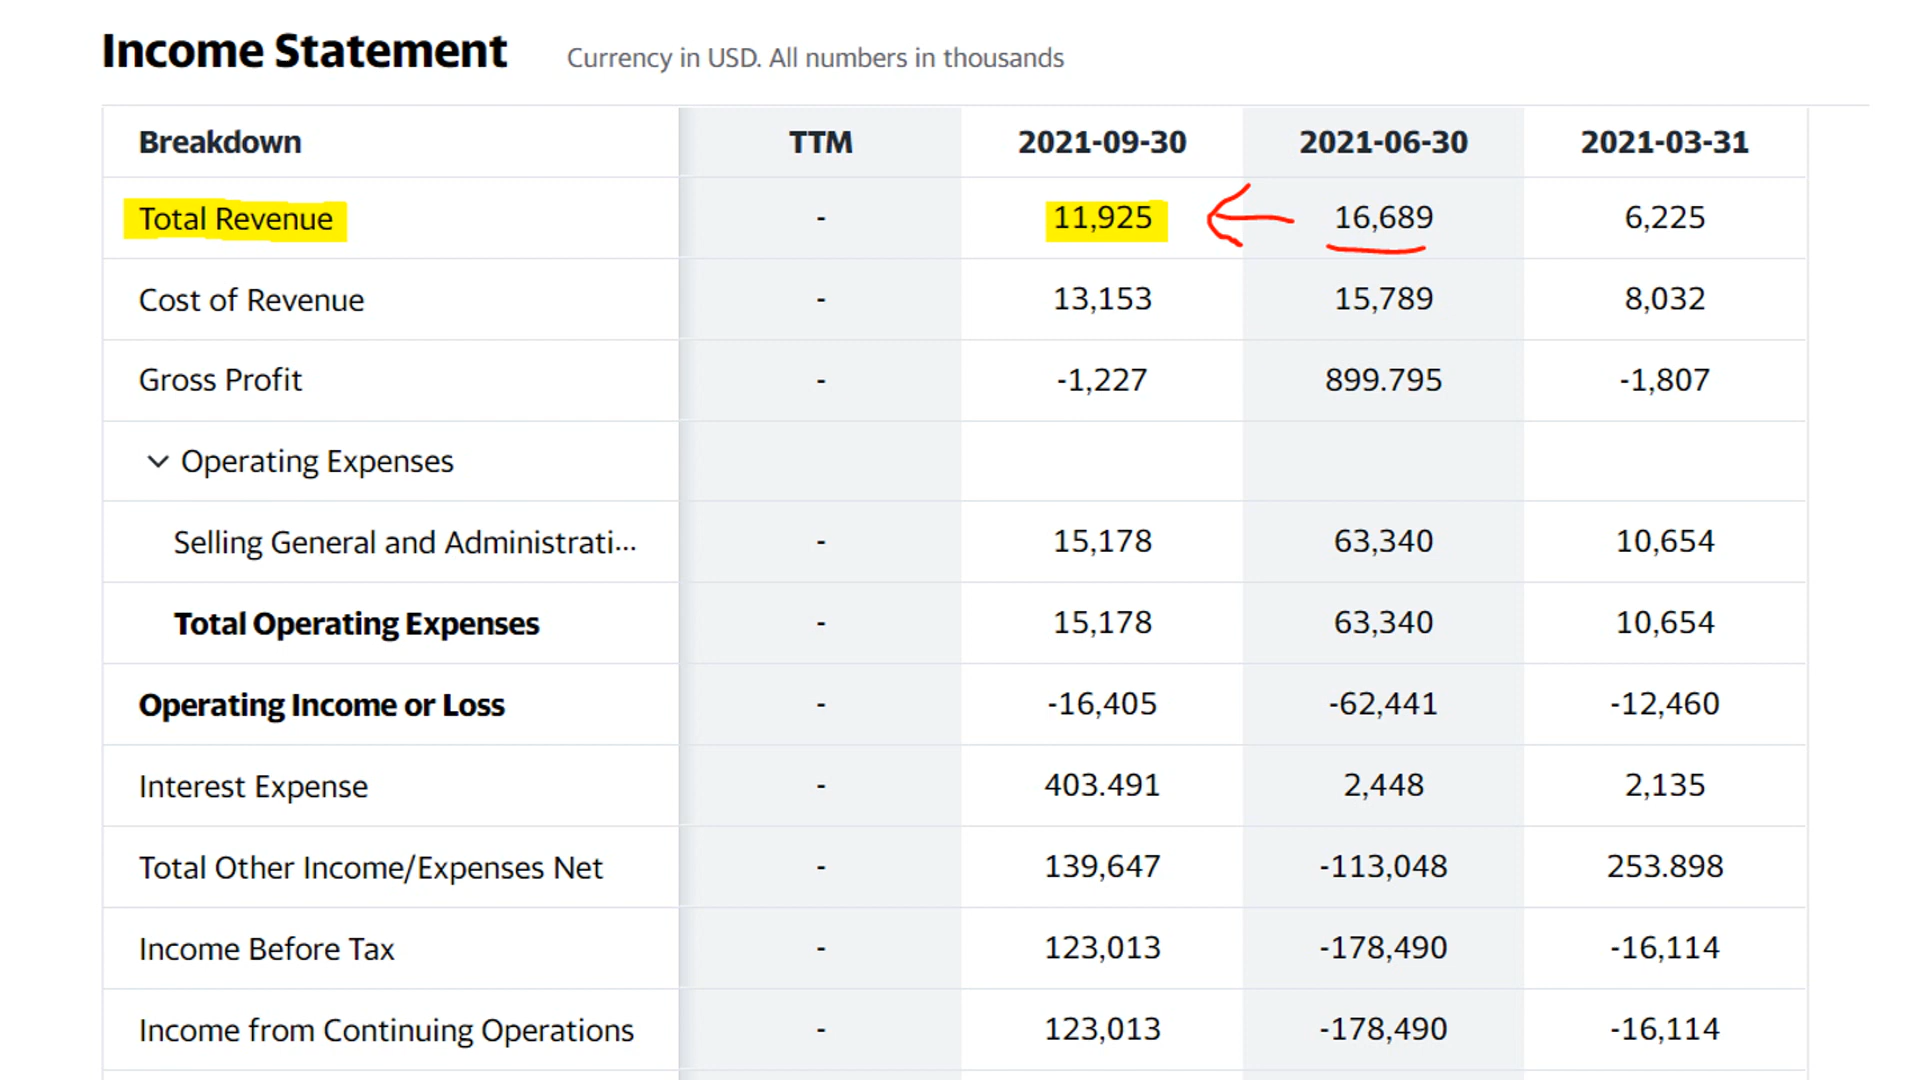 Income Statement Currency in USD. All numbers in thousands
Breakdown TTM 2021-09-30 2021-06-30 2021-03-31
Total Revenue - 11,925 16,689 6,225
Cost of Revenue - 13,153 15,789 8,032
Gross Profit - -1,227 899.795 -1,807
Operating Expenses
Selling General and Administrati... - 15,178 63,340 10,654
Total Operating Expenses - 15,178 63,340 10,654
Operating Income or Loss - -16,405 -62,441 -12,460
Interest Expense - 403.491 2,448 2,135
Total Other Income/Expenses Net - 139,647 -113,048 253.898
Income Before Tax - 123,013 -178,490 -16,114
Income from Continuing Operations - 123,013 -178,490 -16,114